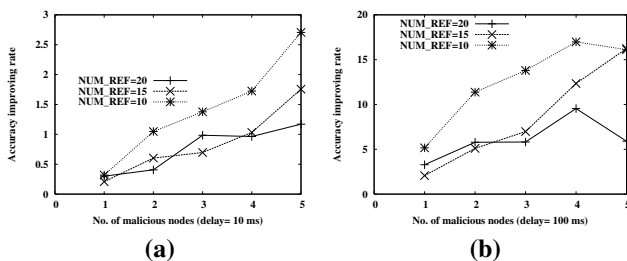 3
2.5
2
1.5
1
0.5
0
Accuracy improving rate
NUM_REF=20
NUM_REF=15
NUM_REF=10
0 1 2 3 4 5
No. of malicious nodes (delay= 10 ms)
(a)
20
15
10
5
0
Accuracy improving rate
NUM_REF=20
NUM_REF=15
NUM_REF=10
0 1 2 3 4 5
No. of malicious nodes (delay= 100 ms)
(b)